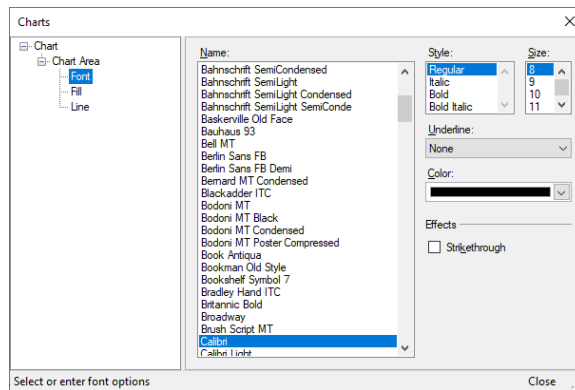 Charts
Chart
Chart Area
Font
Fill
Line
Name:
Bahnschrift SemiCondensed
Bahnschrift SemiLight
Bahnschrift SemiLight Condensed
Bahnschrift SemiLight SemiConde
Baskerville Old Face
Bauhaus 93
Bell MT
Berlin Sans FB
Berlin Sans FB Demi
Bernard MT Condensed
Blackadder ITC
Bodoni MT
Bodoni MT Black
Bodoni MT Condensed
Bodoni MT Poster Compressed
Book Antiqua
Bookman Old Style
Bookshelf Symbol 7
Bradley Hand ITC
Britannic Bold
Broadway
Brush Script MT
Calibri
Calibri Light
Style:
Regular
Italic
Bold
Bold Italic
Size:
8
9
10
11
Underline:
None
Color:
Effects
Strikethrough
Select or enter font options
Close